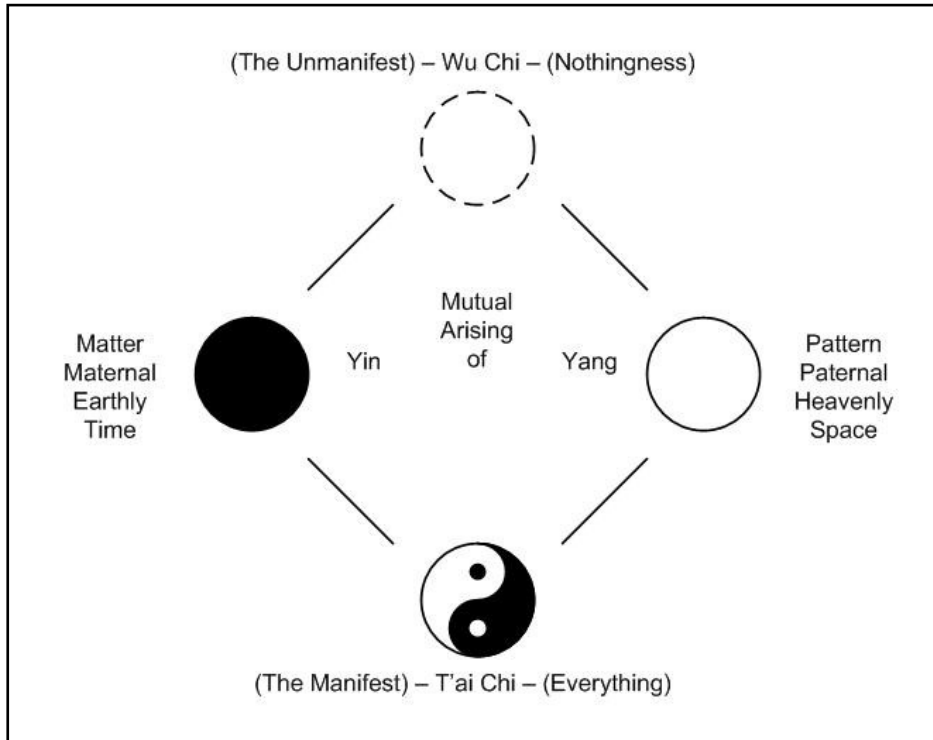 (The Unmanifest) – Wu Chi – (Nothingness)
Mutual
Arising
of
Matter
Maternal
Earthly
Time
Yin
Yang
Pattern
Paternal
Heavenly
Space
(The Manifest) – T'ai Chi – (Everything)